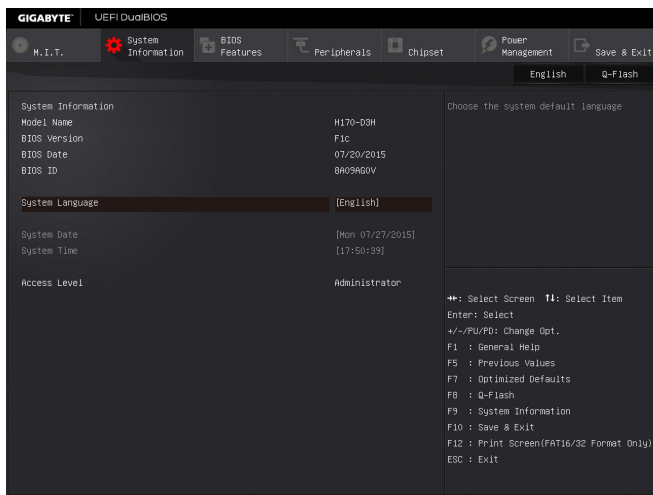 GIGABYTE™ UEFI DualBIOS
M.I.T.
System Information
BIOS Features
Peripherals
Chipset
Power Management
Save & Exit
English Q-Flash
System Information
Model Name H170-D3H
BIOS Version F1c
BIOS Date 07/20/2015
BIOS ID 8A09AG0V
System Language [English]
System Date [Mon 07/27/2015]
System Time [17:50:39]
Access Level Administrator
Choose the system default language
→←: Select Screen ↑↓: Select Item
Enter: Select
+/-/PU/PD: Change Opt.
F1 : General Help
F5 : Previous Values
F7 : Optimized Defaults
F8 : Q-Flash
F9 : System Information
F10 : Save & Exit
F12 : Print Screen(FAT16/32 Format Only)
ESC : Exit